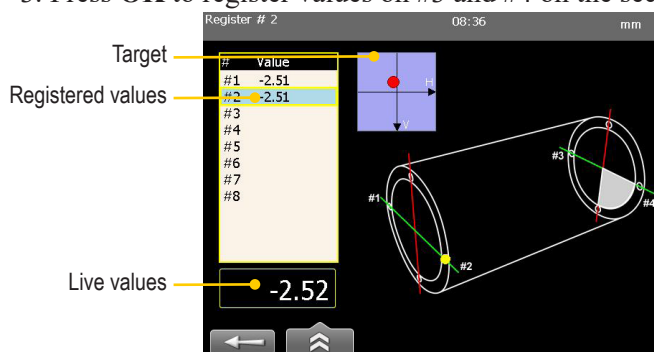 3. Press OK to register values on #3 and #4 on the sec
Register # 2 08:36 mm
Target
# Value
H
#1 -2.51
Registered values
#2 -2.51
V
#3
#4
#5
#6
#7
#8
#3
#1
#4
#2
Live values
-2.52